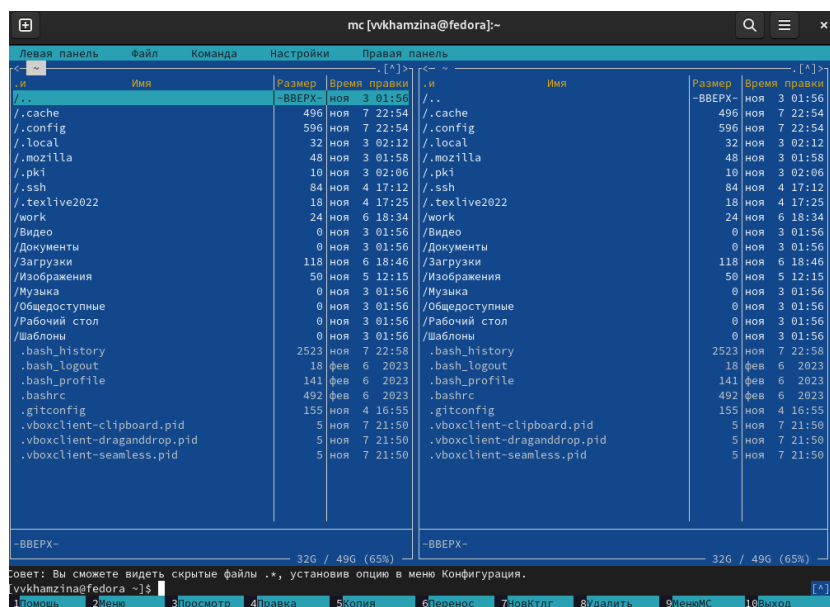 mc [vvkhamzina@fedora]:~
Левая панель Файл Команда Настройки Правая панель
<- ~ .[^]> <- ~ .[^]>
.и Имя Размер Время правки .и Имя Размер Время правки
/.. -ВВЕРХ- ноя 3 01:56 /.. -ВВЕРХ- ноя 3 01:56
/.cache 496 ноя 7 22:54 /.cache 496 ноя 7 22:54
/.config 596 ноя 7 22:54 /.config 596 ноя 7 22:54
/.local 32 ноя 3 02:12 /.local 32 ноя 3 02:12
/.mozilla 48 ноя 3 01:58 /.mozilla 48 ноя 3 01:58
/.pki 10 ноя 3 02:06 /.pki 10 ноя 3 02:06
/.ssh 84 ноя 4 17:12 /.ssh 84 ноя 4 17:12
/.texlive2022 18 ноя 4 17:25 /.texlive2022 18 ноя 4 17:25
/work 24 ноя 6 18:34 /work 24 ноя 6 18:34
/Видео 0 ноя 3 01:56 /Видео 0 ноя 3 01:56
/Документы 0 ноя 3 01:56 /Документы 0 ноя 3 01:56
/Загрузки 118 ноя 6 18:46 /Загрузки 118 ноя 6 18:46
/Изображения 50 ноя 5 12:15 /Изображения 50 ноя 5 12:15
/Музыка 0 ноя 3 01:56 /Музыка 0 ноя 3 01:56
/Общедоступные 0 ноя 3 01:56 /Общедоступные 0 ноя 3 01:56
/Рабочий стол 0 ноя 3 01:56 /Рабочий стол 0 ноя 3 01:56
/Шаблоны 0 ноя 3 01:56 /Шаблоны 0 ноя 3 01:56
.bash_history 2523 ноя 7 22:58 .bash_history 2523 ноя 7 22:58
.bash_logout 18 фев 6 2023 .bash_logout 18 фев 6 2023
.bash_profile 141 фев 6 2023 .bash_profile 141 фев 6 2023
.bashrc 492 фев 6 2023 .bashrc 492 фев 6 2023
.gitconfig 155 ноя 4 16:55 .gitconfig 155 ноя 4 16:55
.vboxclient-clipboard.pid 5 ноя 7 21:50 .vboxclient-clipboard.pid 5 ноя 7 21:50
.vboxclient-draganddrop.pid 5 ноя 7 21:50 .vboxclient-draganddrop.pid 5 ноя 7 21:50
.vboxclient-seamless.pid 5 ноя 7 21:50 .vboxclient-seamless.pid 5 ноя 7 21:50
-ВВЕРХ- -ВВЕРХ-
32G / 49G (65%) 32G / 49G (65%)
Совет: Вы сможете видеть скрытые файлы .*, установив опцию в меню Конфигурация.
[vvkhamzina@fedora ~]$ [^]
1Помощь 2Меню 3Просмотр 4Правка 5Копия 6Перенос 7НовКтлг 8Удалить 9МенюMC 10Выход